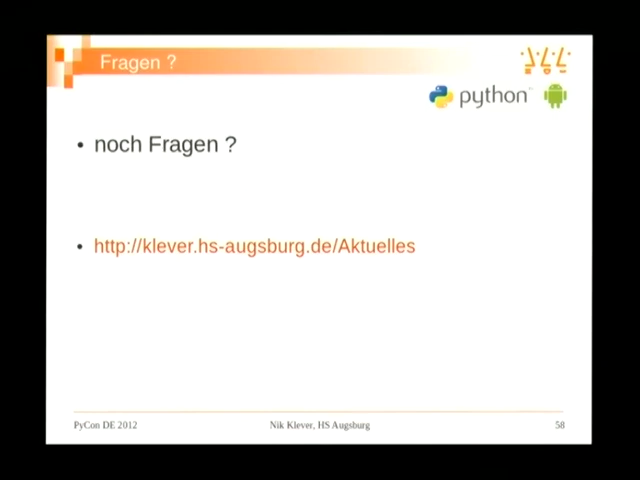 Fragen ?
python
• noch Fragen ?
• http://klever.hs-augsburg.de/Aktuelles
PyCon DE 2012
Nik Klever, HS Augsburg
58